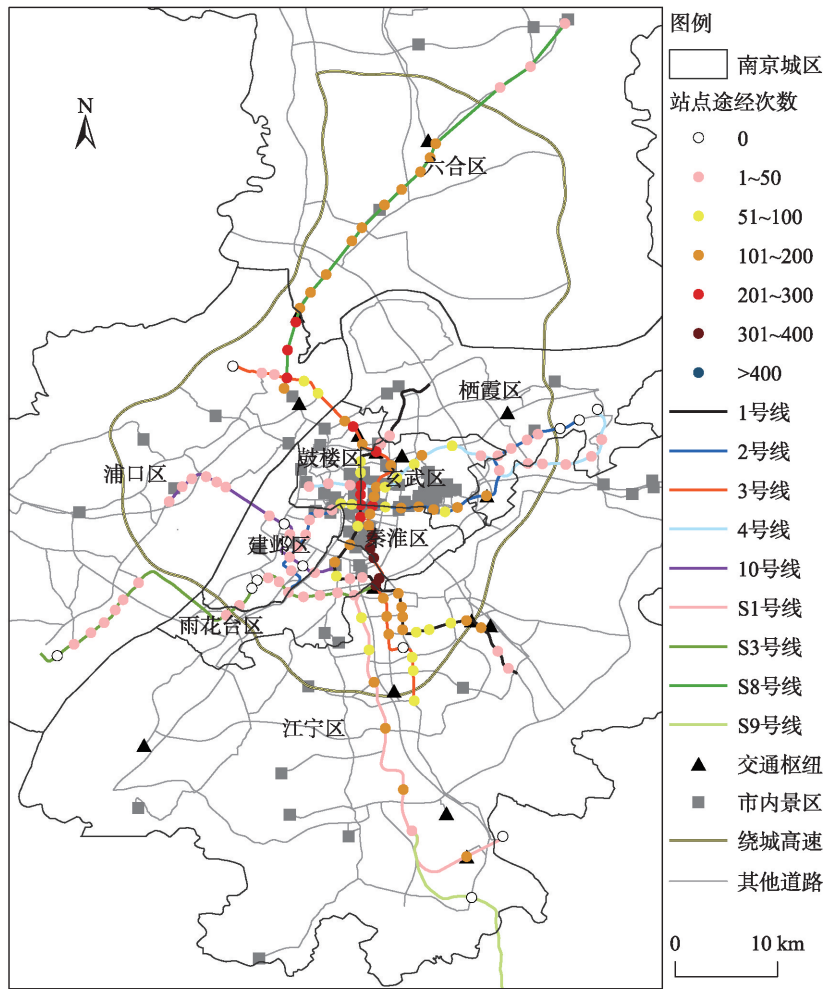 N
六合区
栖霞区
鼓楼区
玄武区
浦口区
建邺区
秦淮区
雨花台区
江宁区
图例
南京城区
站点途经次数
0
1~50
51~100
101~200
201~300
301~400
>400
1号线
2号线
3号线
4号线
10号线
S1号线
S3号线
S8号线
S9号线
交通枢纽
市内景区
绕城高速
其他道路
0 10 km